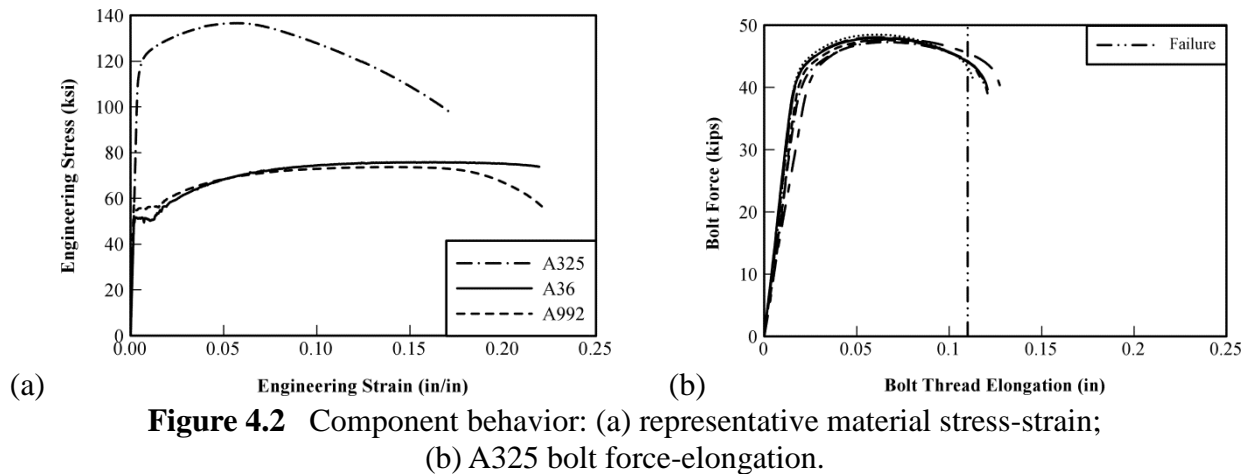 140
120
100
80
60
40
20
0
0.00
0.05
0.10
0.15
0.20
0.25
Engineering Stress (ksi)
Engineering Strain (in/in)
A325
A36
A992
(a)
50
40
30
20
10
0
0
0.05
0.1
0.15
0.2
0.25
Bolt Force (kips)
Bolt Thread Elongation (in)
Failure
(b)
Figure 4.2 Component behavior: (a) representative material stress-strain;
(b) A325 bolt force-elongation.